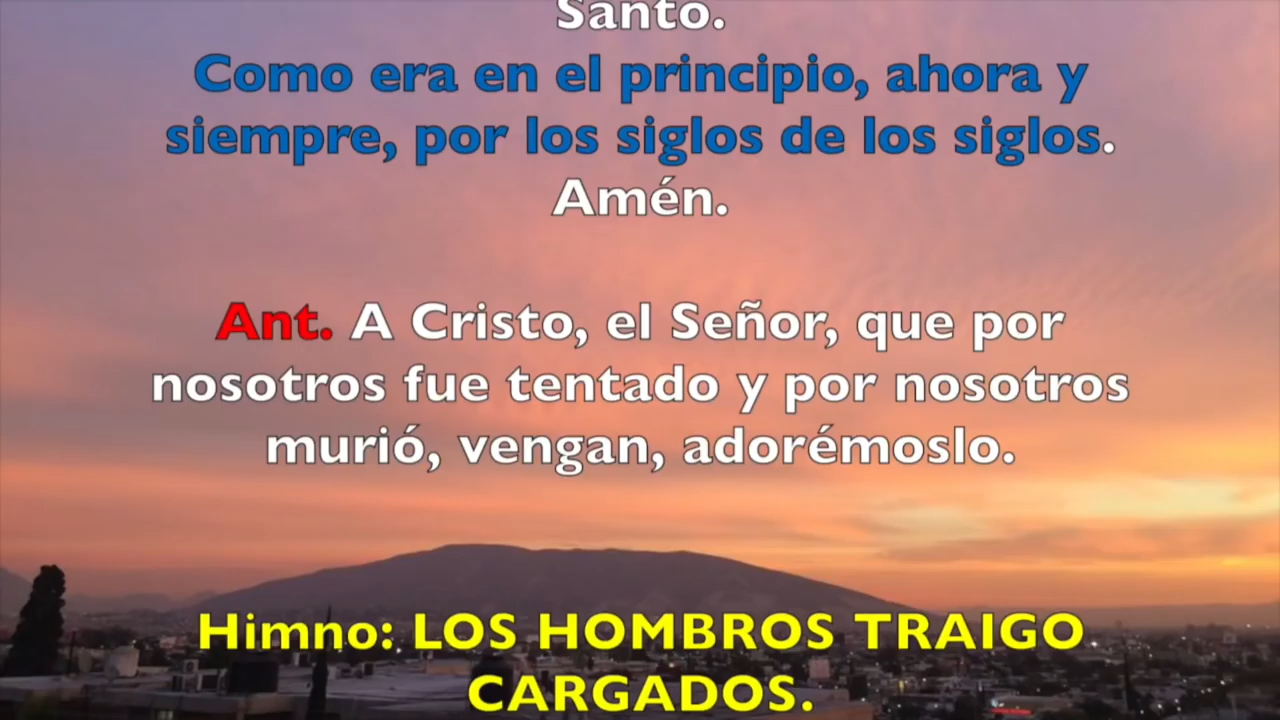 Santo.
Como era en el principio, ahora y
siempre, por los siglos de los siglos.
Amén.
Ant. A Cristo, el Señor, que por
nosotros fue tentado y por nosotros
murió, vengan, adorémoslo.
Himno: LOS HOMBROS TRAIGO
CARGADOS.